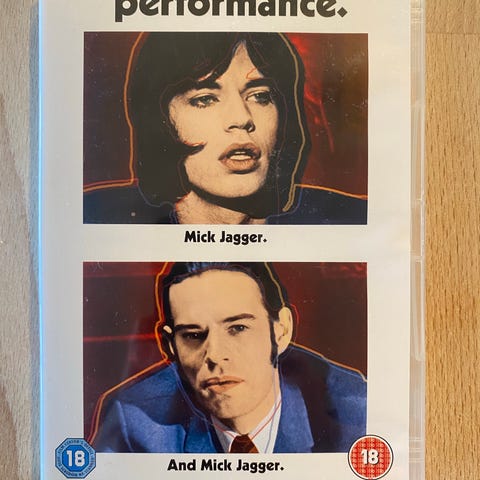 performance.
Mick Jagger.
18
And Mick Jagger.
18